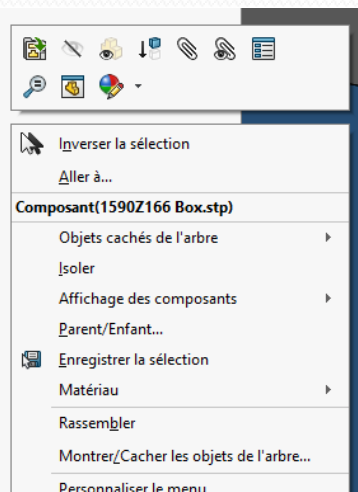 Inverser la sélection
Aller à...
Composant(1590Z166 Box.stp)
Objets cachés de l'arbre
Isoler
Affichage des composants
Parent/Enfant...
Enregistrer la sélection
Matériau
Rassembler
Montrer/Cacher les objets de l'arbre...
Personnaliser le menu